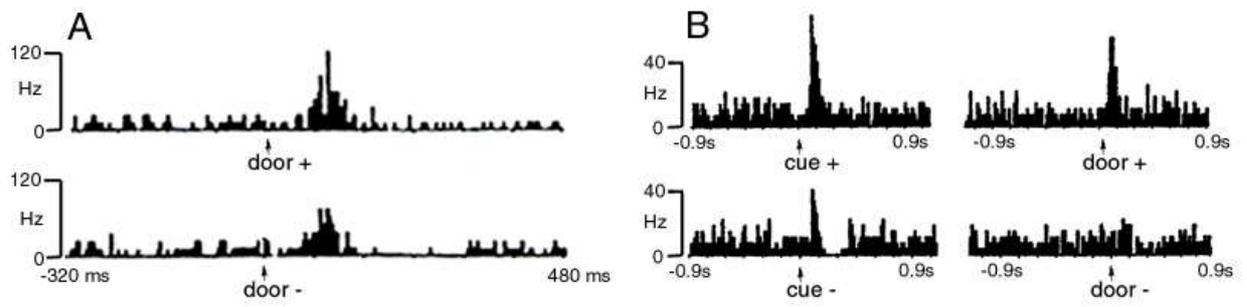 A
120
Hz
0
door +
120
Hz
0
-320 ms
480 ms
door -
B
40
Hz
0
-0.9s
0.9s
cue +
-0.9s
0.9s
door +
40
Hz
0
-0.9s
0.9s
cue -
-0.9s
0.9s
door -